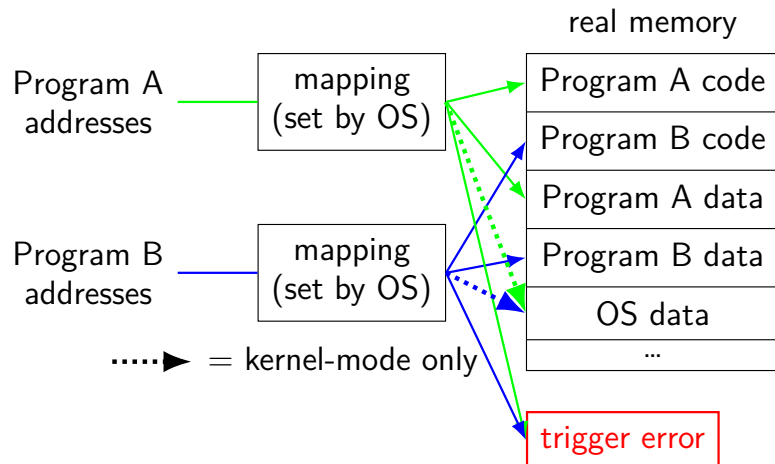 real memory
Program A
addresses
mapping
(set by OS)
Program A code
Program B code
Program A data
Program B
addresses
mapping
(set by OS)
Program B data
OS data
...
= kernel-mode only
trigger error